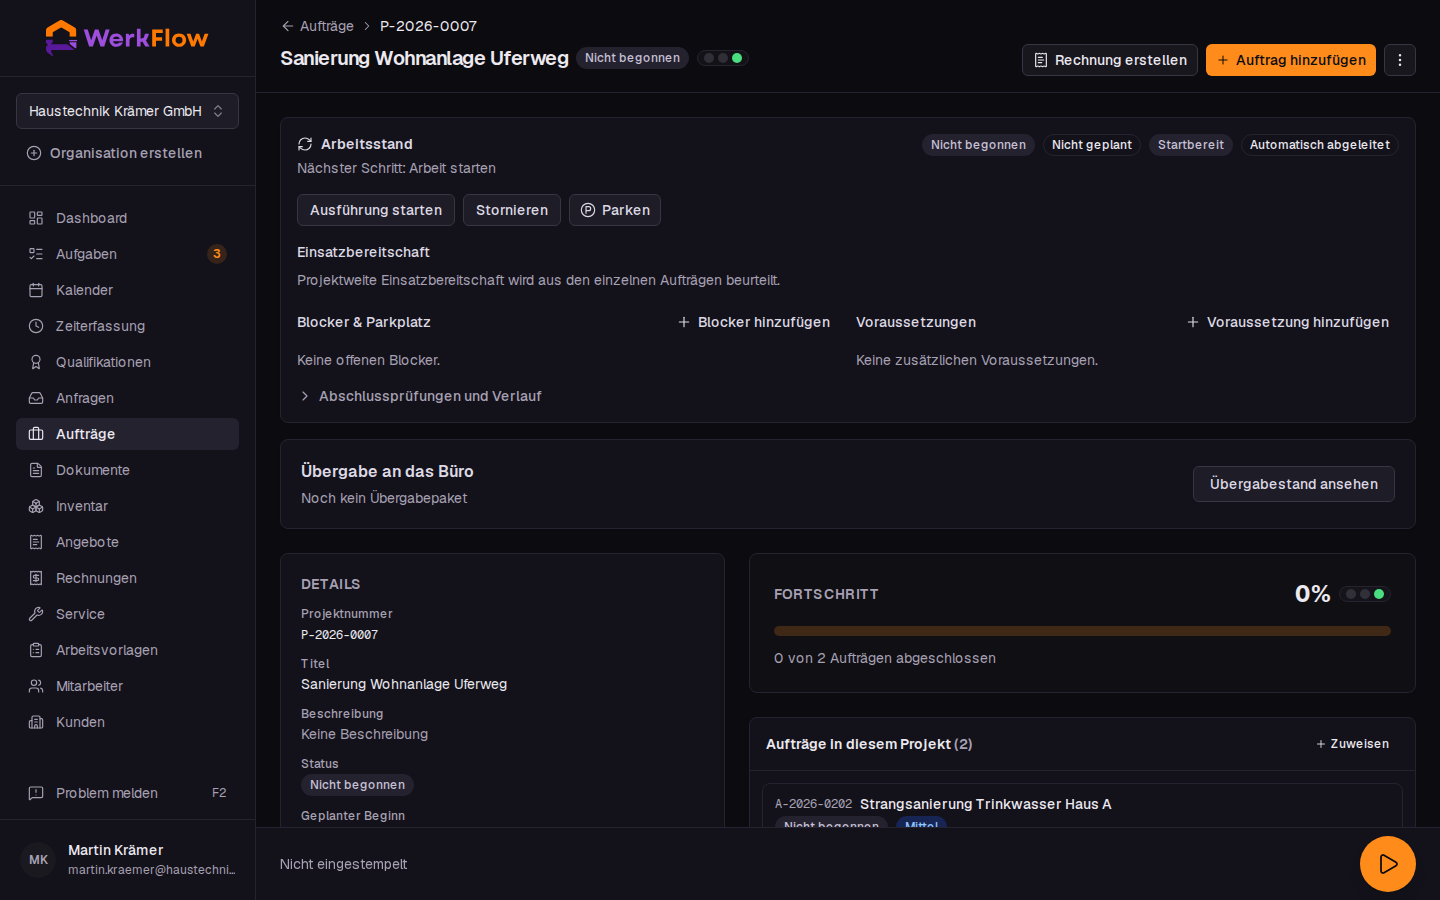 WerkFlow
Haustechnik Krämer GmbH
Organisation erstellen
Dashboard
Aufgaben 3
Kalender
Zeiterfassung
Qualifikationen
Anfragen
Aufträge
Dokumente
Inventar
Angebote
Rechnungen
Service
Arbeitsvorlagen
Mitarbeiter
Kunden
Problem melden F2
MK
Martin Krämer
martin.kraemer@haustechni...
Aufträge P-2026-0007
Sanierung Wohnanlage Uferweg Nicht begonnen
Rechnung erstellen
Auftrag hinzufügen
Arbeitsstand
Nicht begonnen Nicht geplant Startbereit Automatisch abgeleitet
Nächster Schritt: Arbeit starten
Ausführung starten Stornieren Parken
Einsatzbereitschaft
Projektweite Einsatzbereitschaft wird aus den einzelnen Aufträgen beurteilt.
Blocker & Parkplatz Blocker hinzufügen
Keine offenen Blocker.
Voraussetzungen Voraussetzung hinzufügen
Keine zusätzlichen Voraussetzungen.
Abschlussprüfungen und Verlauf
Übergabe an das Büro
Noch kein Übergabepaket
Übergabestand ansehen
DETAILS
Projektnummer
P-2026-0007
Titel
Sanierung Wohnanlage Uferweg
Beschreibung
Keine Beschreibung
Status
Nicht begonnen
Geplanter Beginn
FORTSCHRITT 0%
0 von 2 Aufträgen abgeschlossen
Aufträge in diesem Projekt (2) Zuweisen
A-2026-0202 Strangsanierung Trinkwasser Haus A
Nicht begonnen Mittel
Nicht eingestempelt